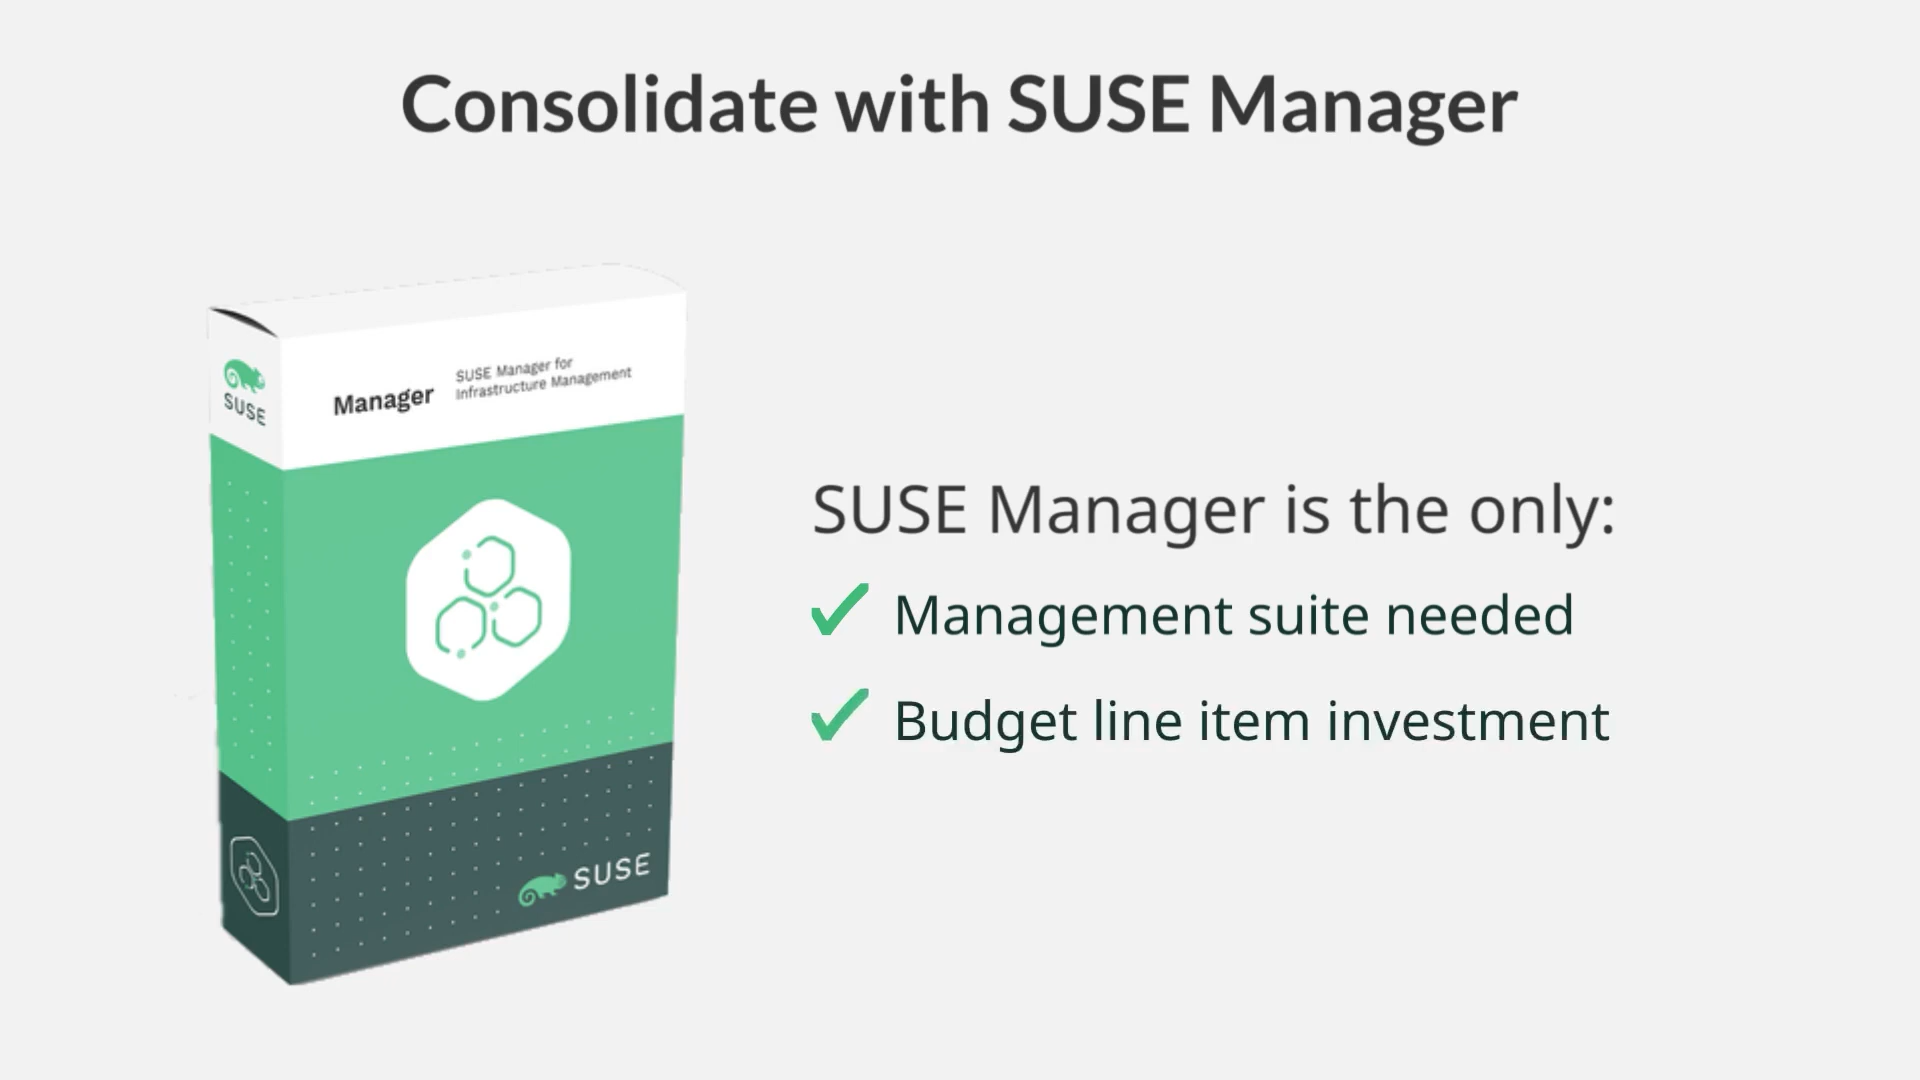 Consolidate with SUSE Manager
SUSE
Manager
SUSE Manager for
Infrastructure Management
SUSE
SUSE Manager is the only:
Management suite needed
Budget line item investment